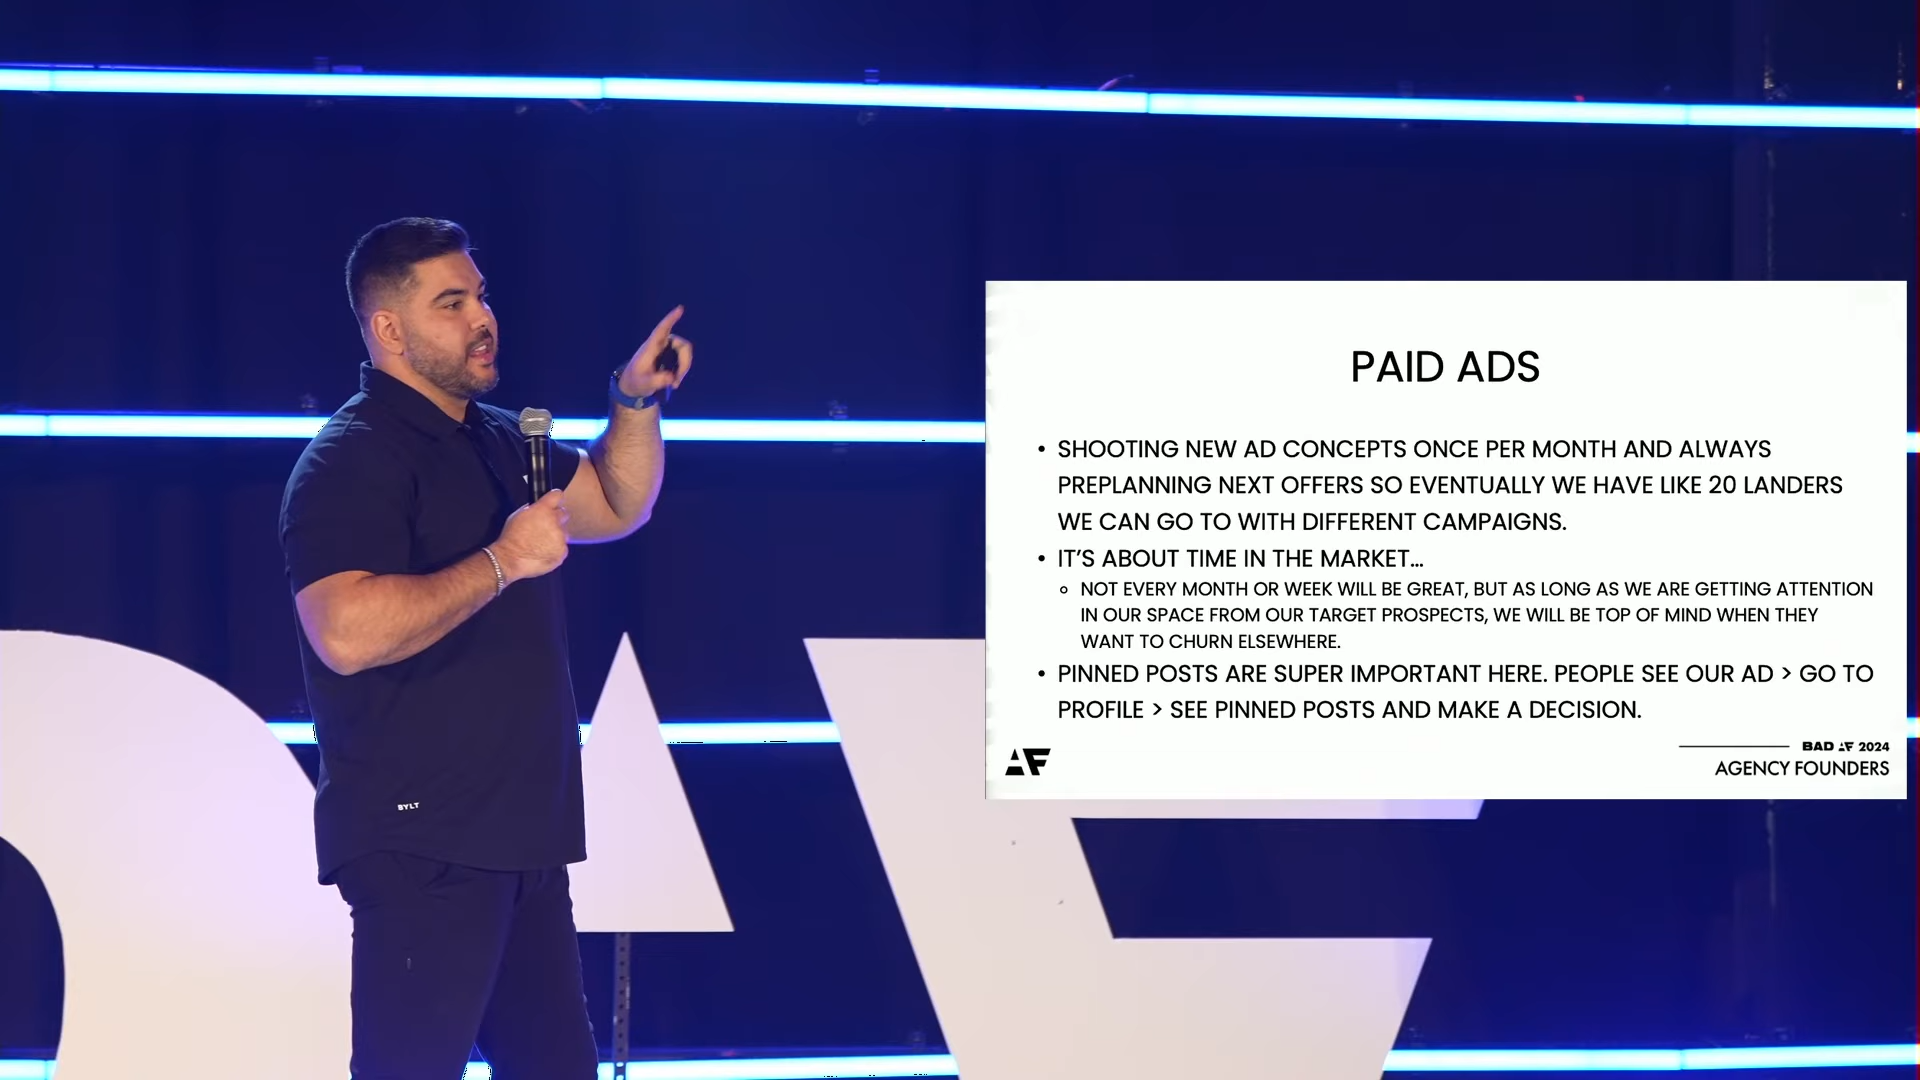 PAID ADS
• SHOOTING NEW AD CONCEPTS ONCE PER MONTH AND ALWAYS
PREPLANNING NEXT OFFERS SO EVENTUALLY WE HAVE LIKE 20 LANDERS
WE CAN GO TO WITH DIFFERENT CAMPAIGNS.
• IT'S ABOUT TIME IN THE MARKET...
◦ NOT EVERY MONTH OR WEEK WILL BE GREAT, BUT AS LONG AS WE ARE GETTING ATTENTION
IN OUR SPACE FROM OUR TARGET PROSPECTS, WE WILL BE TOP OF MIND WHEN THEY
WANT TO CHURN ELSEWHERE.
• PINNED POSTS ARE SUPER IMPORTANT HERE. PEOPLE SEE OUR AD > GO TO
PROFILE > SEE PINNED POSTS AND MAKE A DECISION.
AF
BAD AF 2024
AGENCY FOUNDERS
BYLT